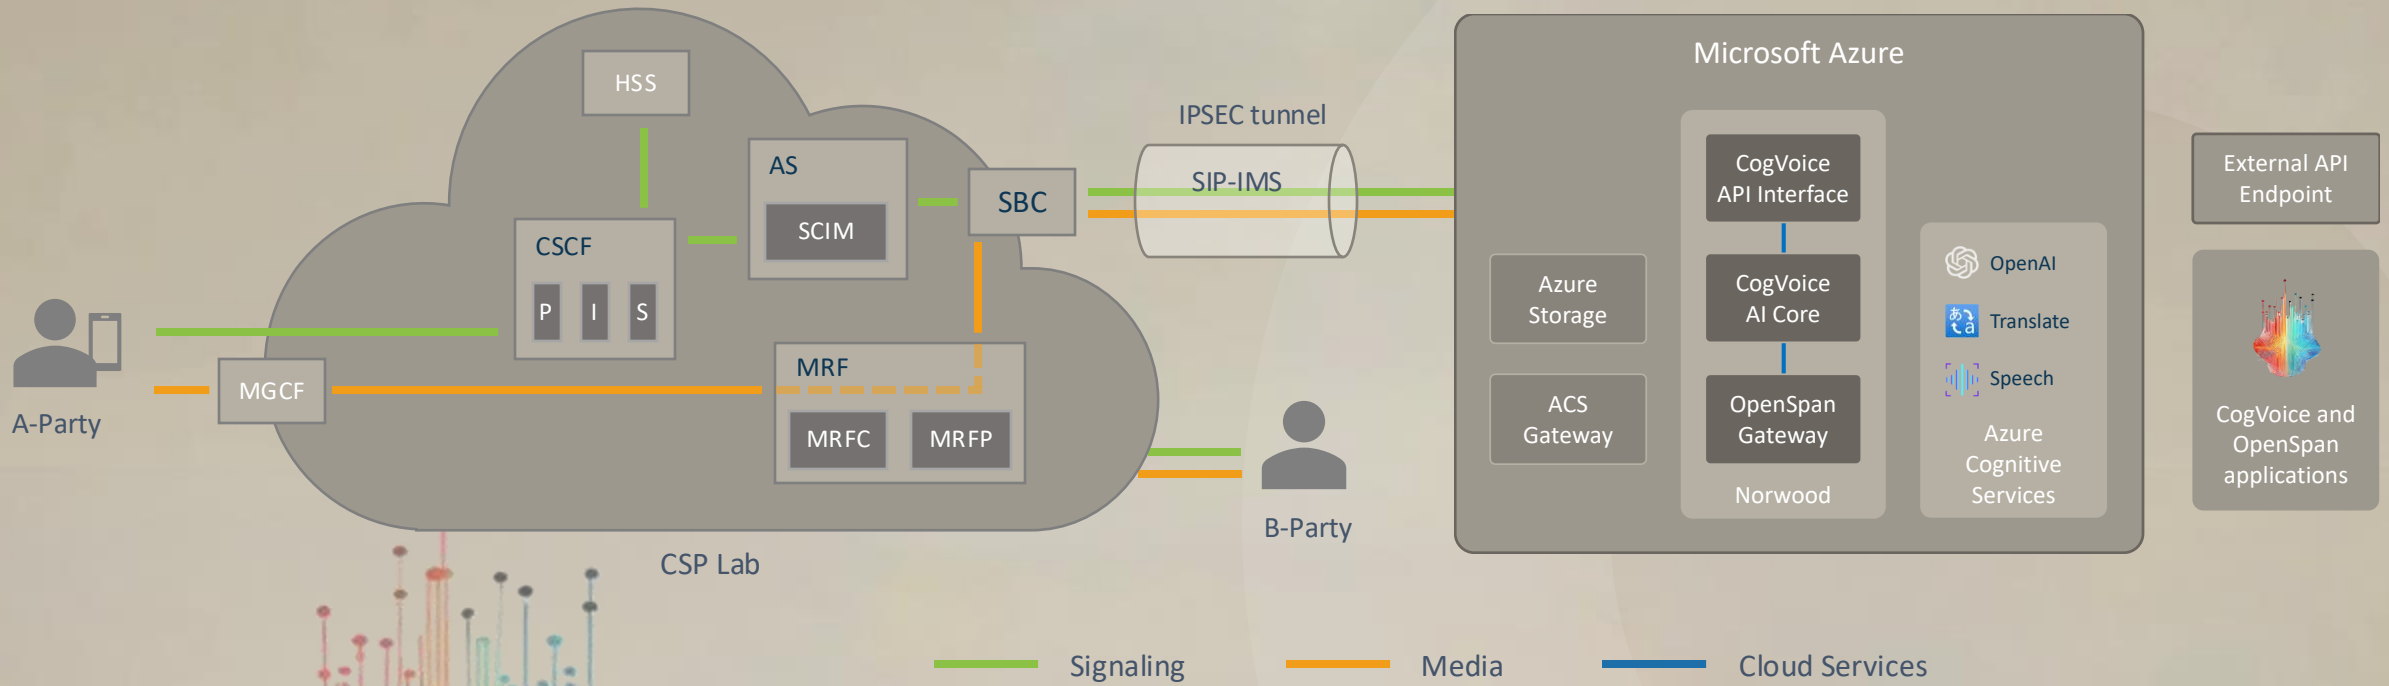 HSS
AS
SCIM
SBC
CSCF
P
I
S
MGCF
MRF
MRFC
MRFP
A-Party
CSP Lab
B-Party
IPSEC tunnel
SIP-IMS
Microsoft Azure
Azure
Storage
ACS
Gateway
CogVoice
API Interface
CogVoice
AI Core
OpenSpan
Gateway
Norwood
OpenAI
あ
a
Translate
Speech
Azure
Cognitive
Services
External API
Endpoint
CogVoice and
OpenSpan
applications
Signaling
Media
Cloud Services